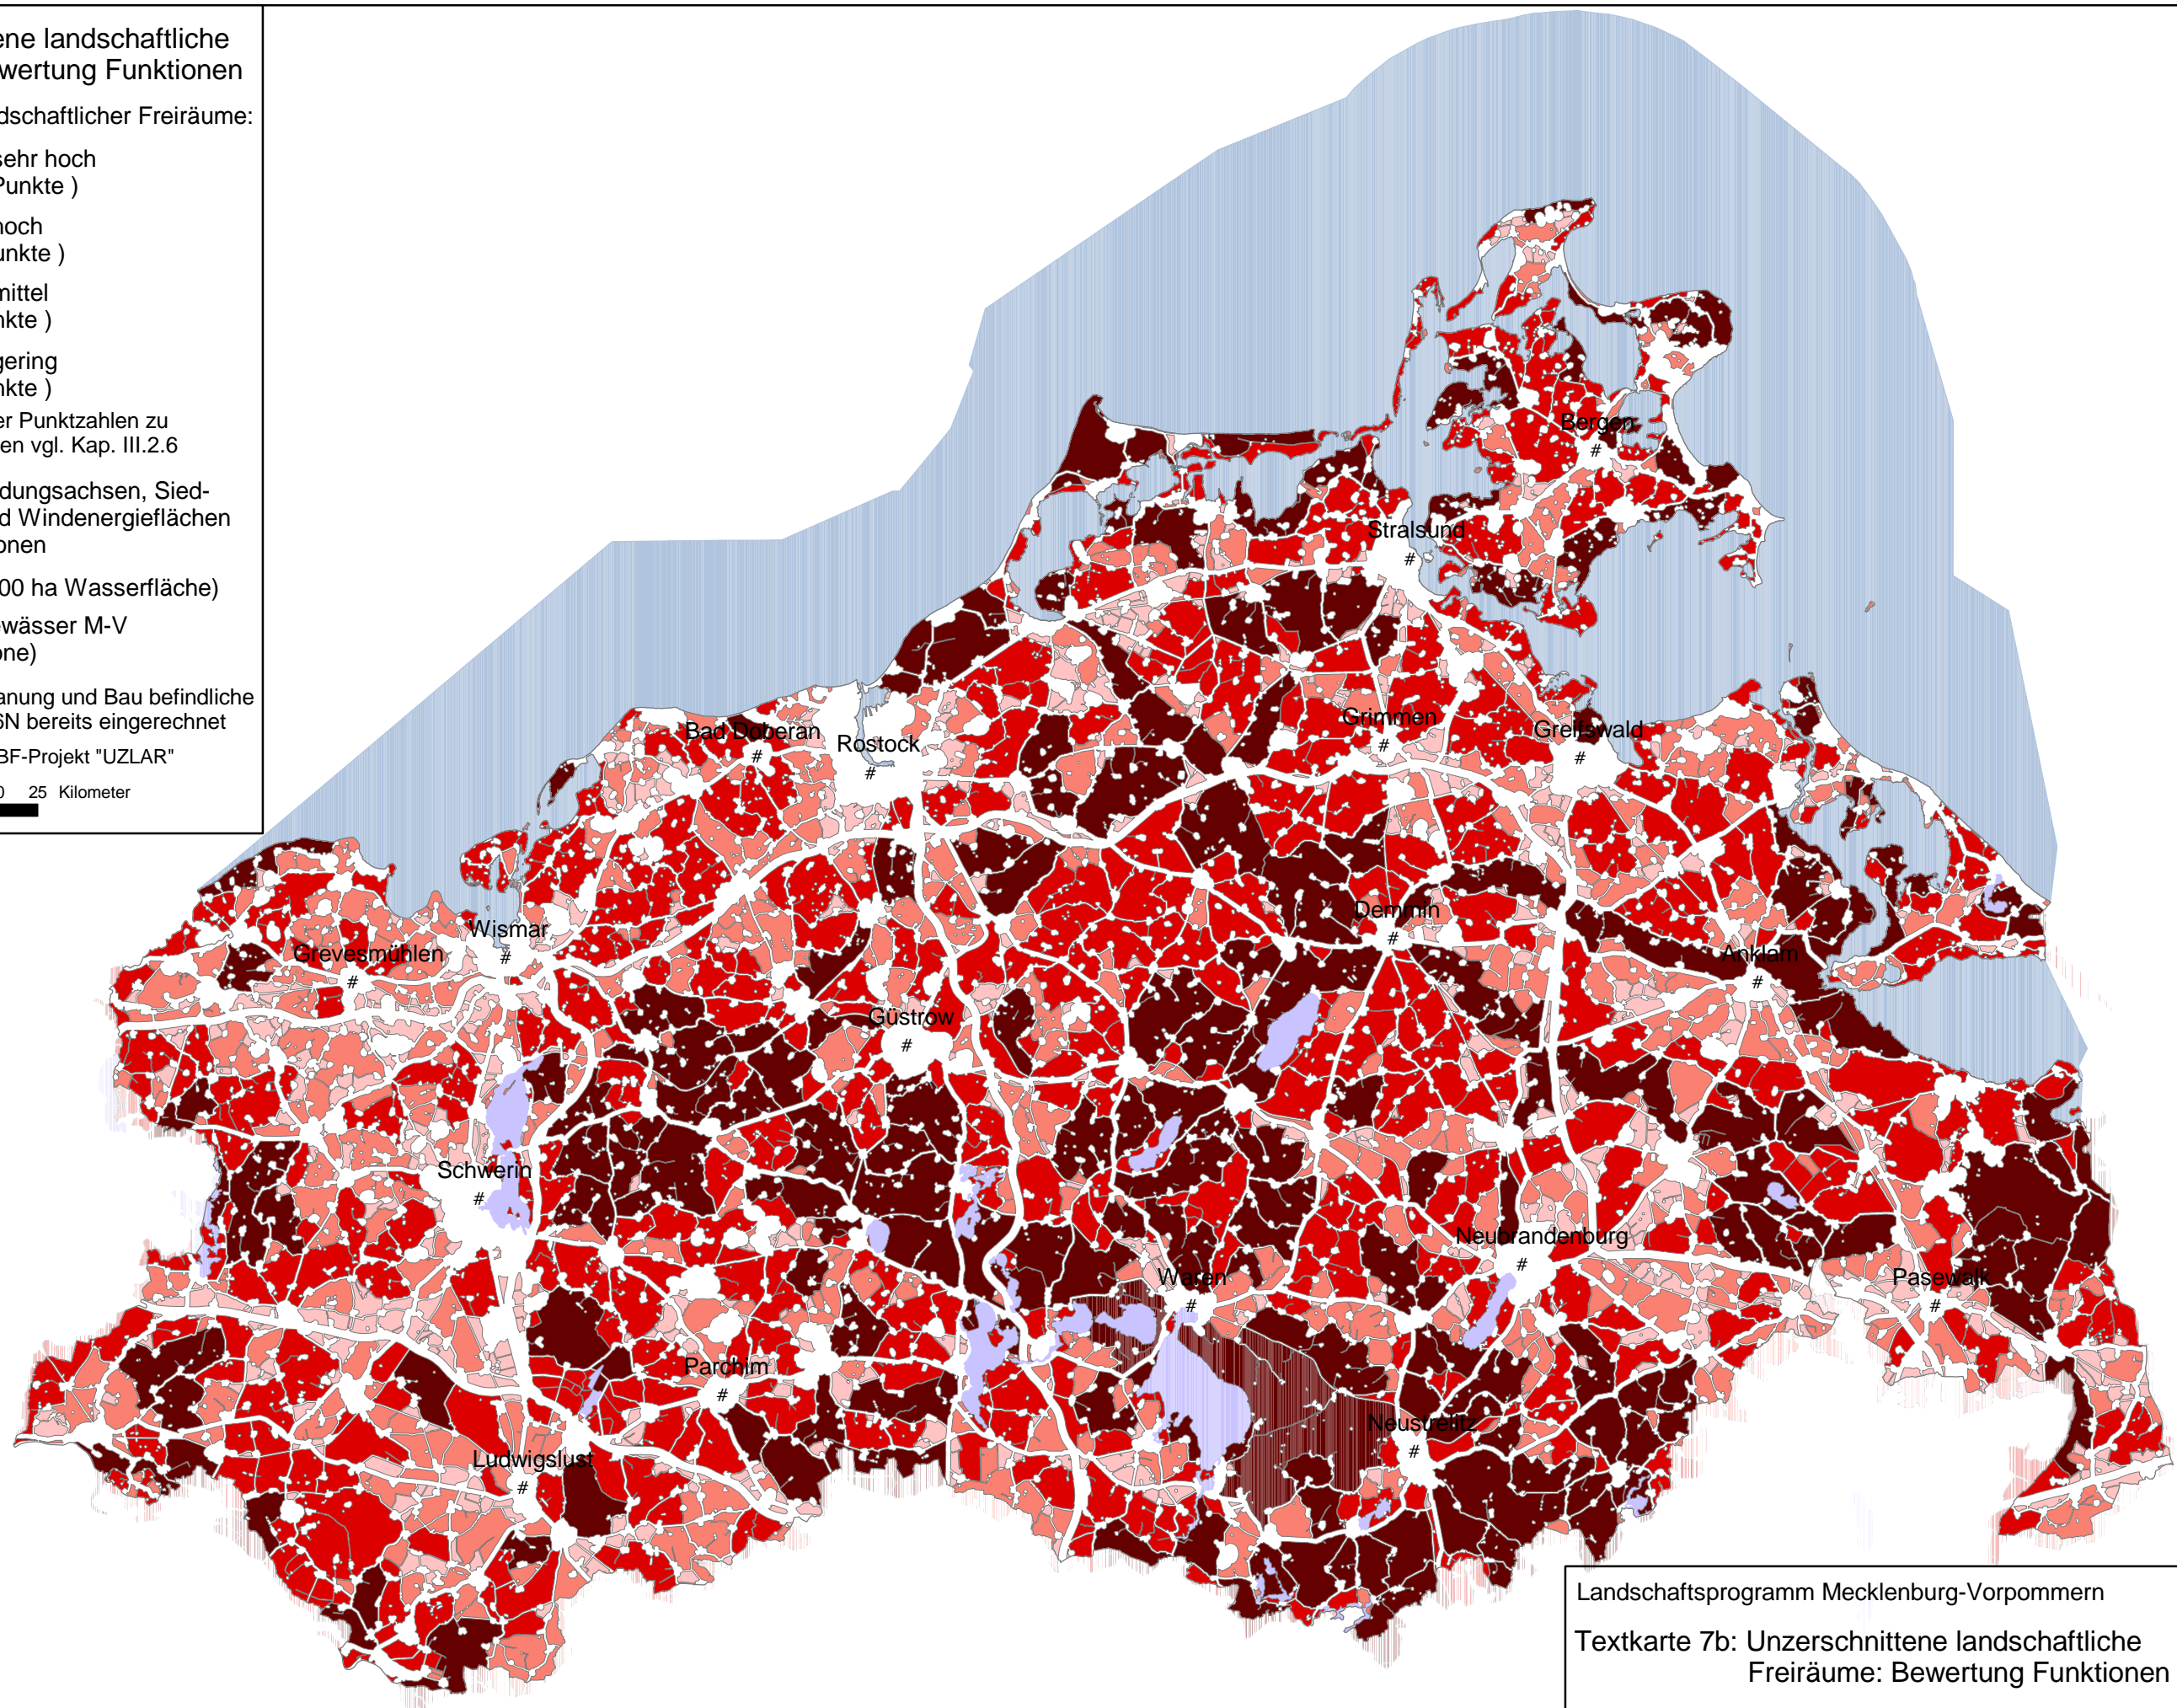 ene landschaftliche
wertung Funktionen
dschaftlicher Freiräume:
sehr hoch
Punkte )
hoch
unkte )
mittel
nkte )
gering
nkte )
er Punktzahlen zu
en vgl. Kap. III.2.6
dungsachsen, Sied-
d Windenergieflächen
onen
00 ha Wasserfläche)
ewässer M-V
one)
anung und Bau befindliche
6N bereits eingerechnet
BF-Projekt "UZLAR"
0 25 Kilometer
Bergen
#
Stralsund
#
Grimmen
#
Greifswald
#
Bad Doberan
#
Rostock
#
Demmin
#
Wismar
#
Grevesmühlen
#
Anklam
#
Güstrow
#
Schwerin
#
Neubrandenburg
#
Waren
#
Pasewalk
#
Parchim
#
Neustrelitz
#
Ludwigslust
#
Landschaftsprogramm Mecklenburg-Vorpommern
Textkarte 7b: Unzerschnittene landschaftliche
Freiräume: Bewertung Funktionen